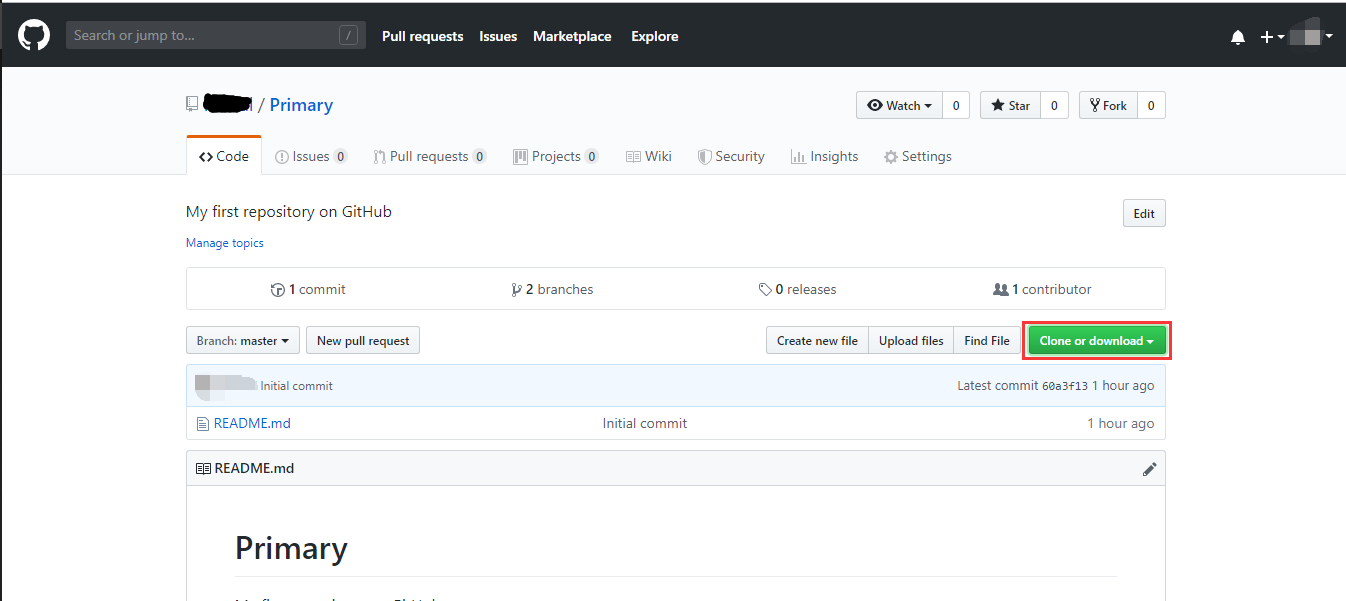 Search or jump to... / Pull requests Issues Marketplace Explore
/ Primary Watch 0 Star 0 Fork 0
<> Code Issues 0 Pull requests 0 Projects 0 Wiki Security Insights Settings
My first repository on GitHub Edit
Manage topics
1 commit 2 branches 0 releases 1 contributor
Branch: master New pull request Create new file Upload files Find File Clone or download
Initial commit Latest commit 60a3f13 1 hour ago
README.md Initial commit 1 hour ago
README.md
Primary